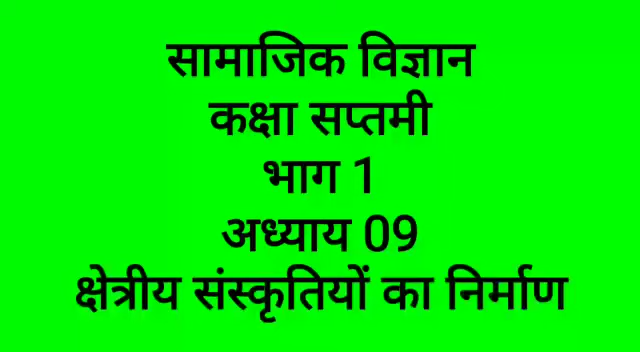 सामाजिक विज्ञान
कक्षा सप्तमी
भाग 1
अध्याय 09
क्षेत्रीय संस्कृतियों का निर्माण